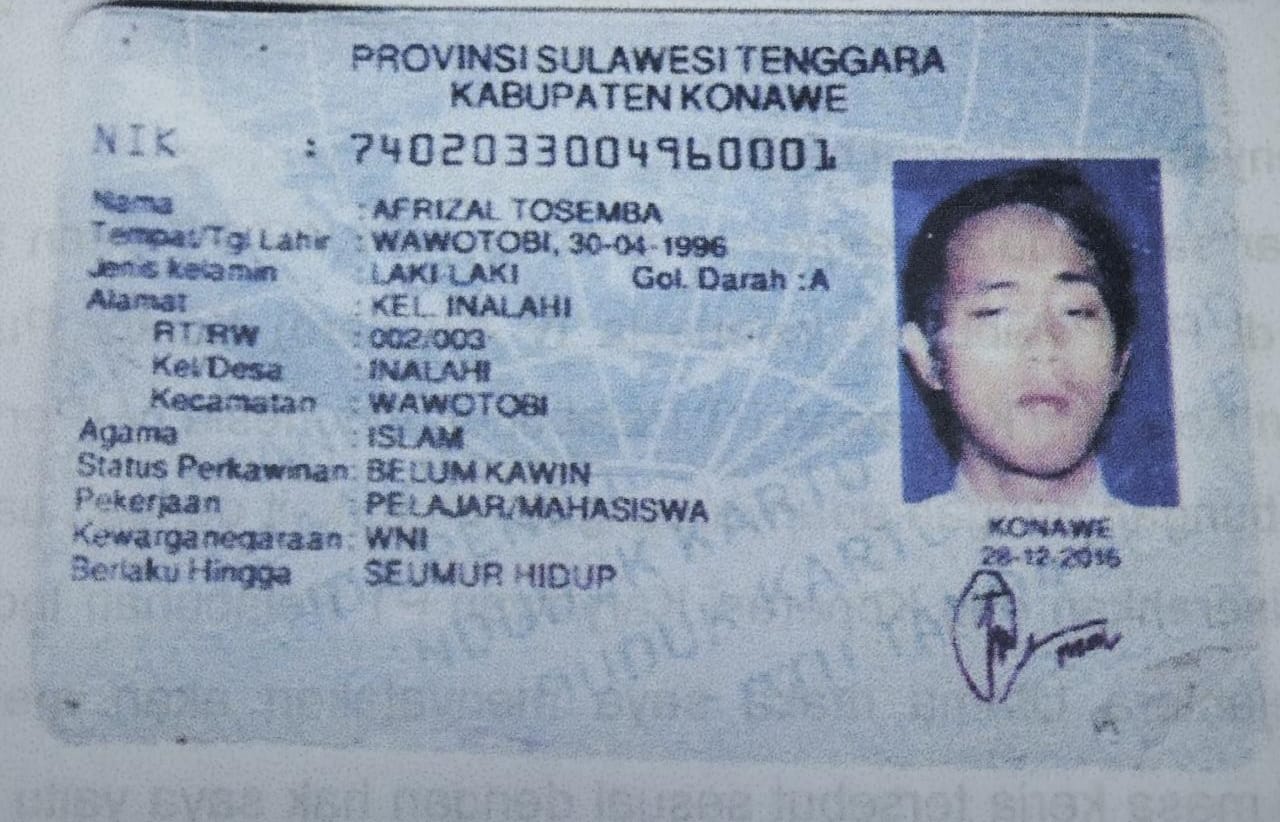 PROVINSI SULAWESI TENGGARA
KABUPATEN KONAWE
NIK : 7402033004960001
Nama : AFRIZAL TOSEMBA
Tempat/Tgl Lahir : WAWOTOBI, 30-04-1996
Jenis kelamin : LAKI-LAKI Gol. Darah : A
Alamat : KEL. INALAHI
RT/RW : 002/003
Kel/Desa : INALAHI
Kecamatan : WAWOTOBI
Agama : ISLAM
Status Perkawinan: BELUM KAWIN
Pekerjaan : PELAJAR/MAHASISWA
Kewarganegaraan: WNI
Berlaku Hingga : SEUMUR HIDUP
KONAWE
28-12-2016
masa kerja tersebut sesuai dengan hak saya yaitu